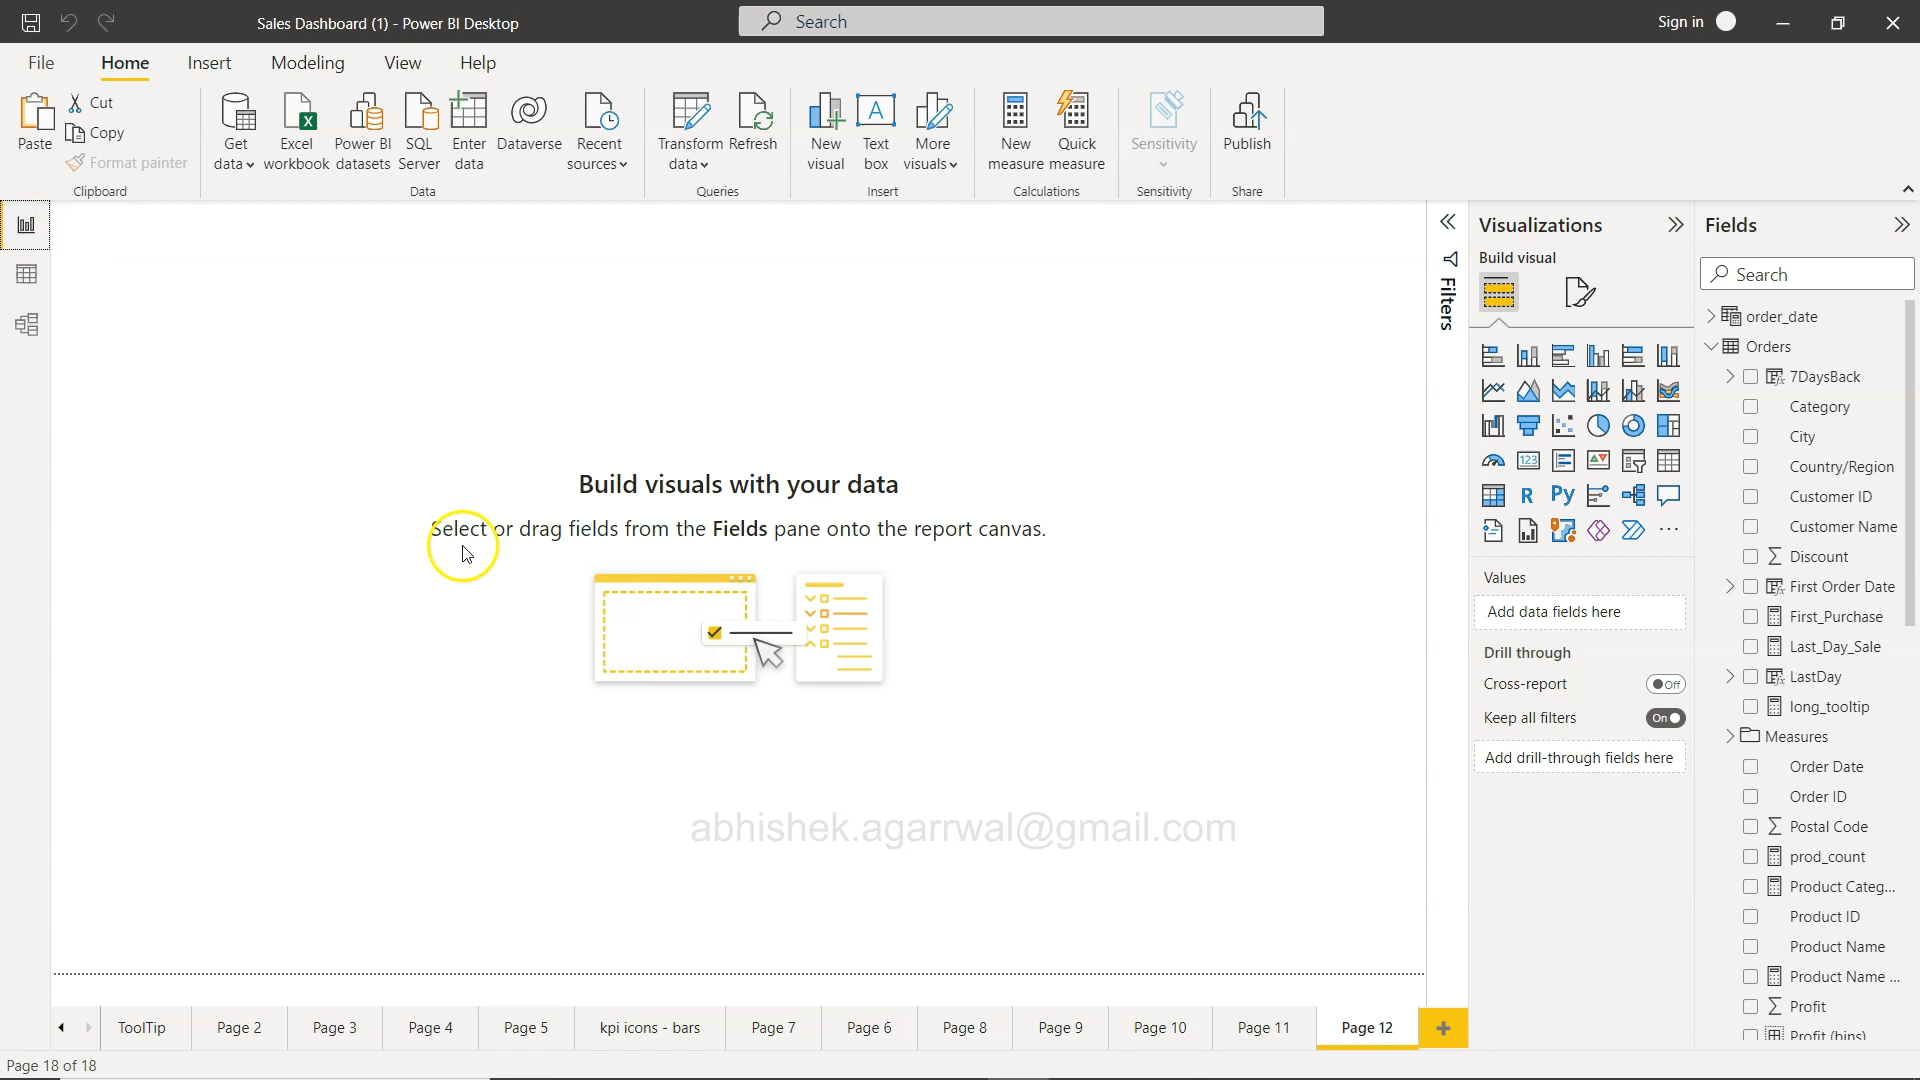 Sales Dashboard (1) - Power BI Desktop
Search
Sign in
File
Home
Insert
Modeling
View
Help
Paste
Cut
Copy
Format painter
Clipboard
Get data
Excel workbook
Power BI datasets
SQL Server
Enter data
Dataverse
Recent sources
Data
Transform data
Refresh
Queries
New visual
A
Text box
More visuals
Insert
New measure
Quick measure
Calculations
Sensitivity
Sensitivity
Publish
Share
Build visuals with your data
Select or drag fields from the Fields pane onto the report canvas.
abhishek.agarrwal@gmail.com
Filters
Visualizations
Build visual
123
R
Py
Values
Add data fields here
Drill through
Cross-report
Off
Keep all filters
On
Add drill-through fields here
Fields
Search
order_date
Orders
7DaysBack
Category
City
Country/Region
Customer ID
Customer Name
Discount
First Order Date
First_Purchase
Last_Day_Sale
LastDay
long_tooltip
Measures
Order Date
Order ID
Postal Code
prod_count
Product Categ...
Product ID
Product Name
Product Name ...
Profit
Profit (bins)
ToolTip
Page 2
Page 3
Page 4
Page 5
kpi icons - bars
Page 7
Page 6
Page 8
Page 9
Page 10
Page 11
Page 12
Page 18 of 18